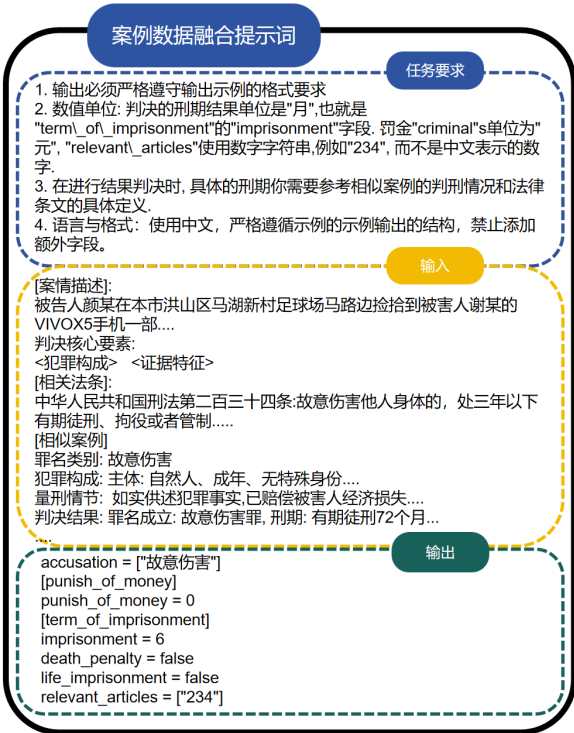 案例数据融合提示词
任务要求
1. 输出必须严格遵守输出示例的格式要求
2. 数值单位: 判决的刑期结果单位是"月",也就是
"term\_of\_imprisonment"的"imprisonment"字段. 罚金"criminal"s单位为"
元", "relevant\_articles"使用数字字符串,例如"234", 而不是中文表示的数
字.
3. 在进行结果判决时, 具体的刑期你需要参考相似案例的判刑情况和法律
条文的具体定义.
4. 语言与格式：使用中文，严格遵循示例的示例输出的结构，禁止添加
额外字段。
输入
[案情描述]:
被告人颜某在本市洪山区马湖新村足球场马路边捡拾到被害人谢某的
VIVOX5手机一部....
判决核心要素:
<犯罪构成> <证据特征>
[相关法条]:
中华人民共和国刑法第二百三十四条:故意伤害他人身体的，处三年以下
有期徒刑、拘役或者管制.....
[相似案例]
罪名类别: 故意伤害
犯罪构成: 主体: 自然人、成年、无特殊身份....
量刑情节: 如实供述犯罪事实,已赔偿被害人经济损失....
判决结果: 罪名成立: 故意伤害罪, 刑期: 有期徒刑72个月...
....
输出
accusation = ["故意伤害"]
[punish_of_money]
punish_of_money = 0
[term_of_imprisonment]
imprisonment = 6
death_penalty = false
life_imprisonment = false
relevant_articles = ["234"]